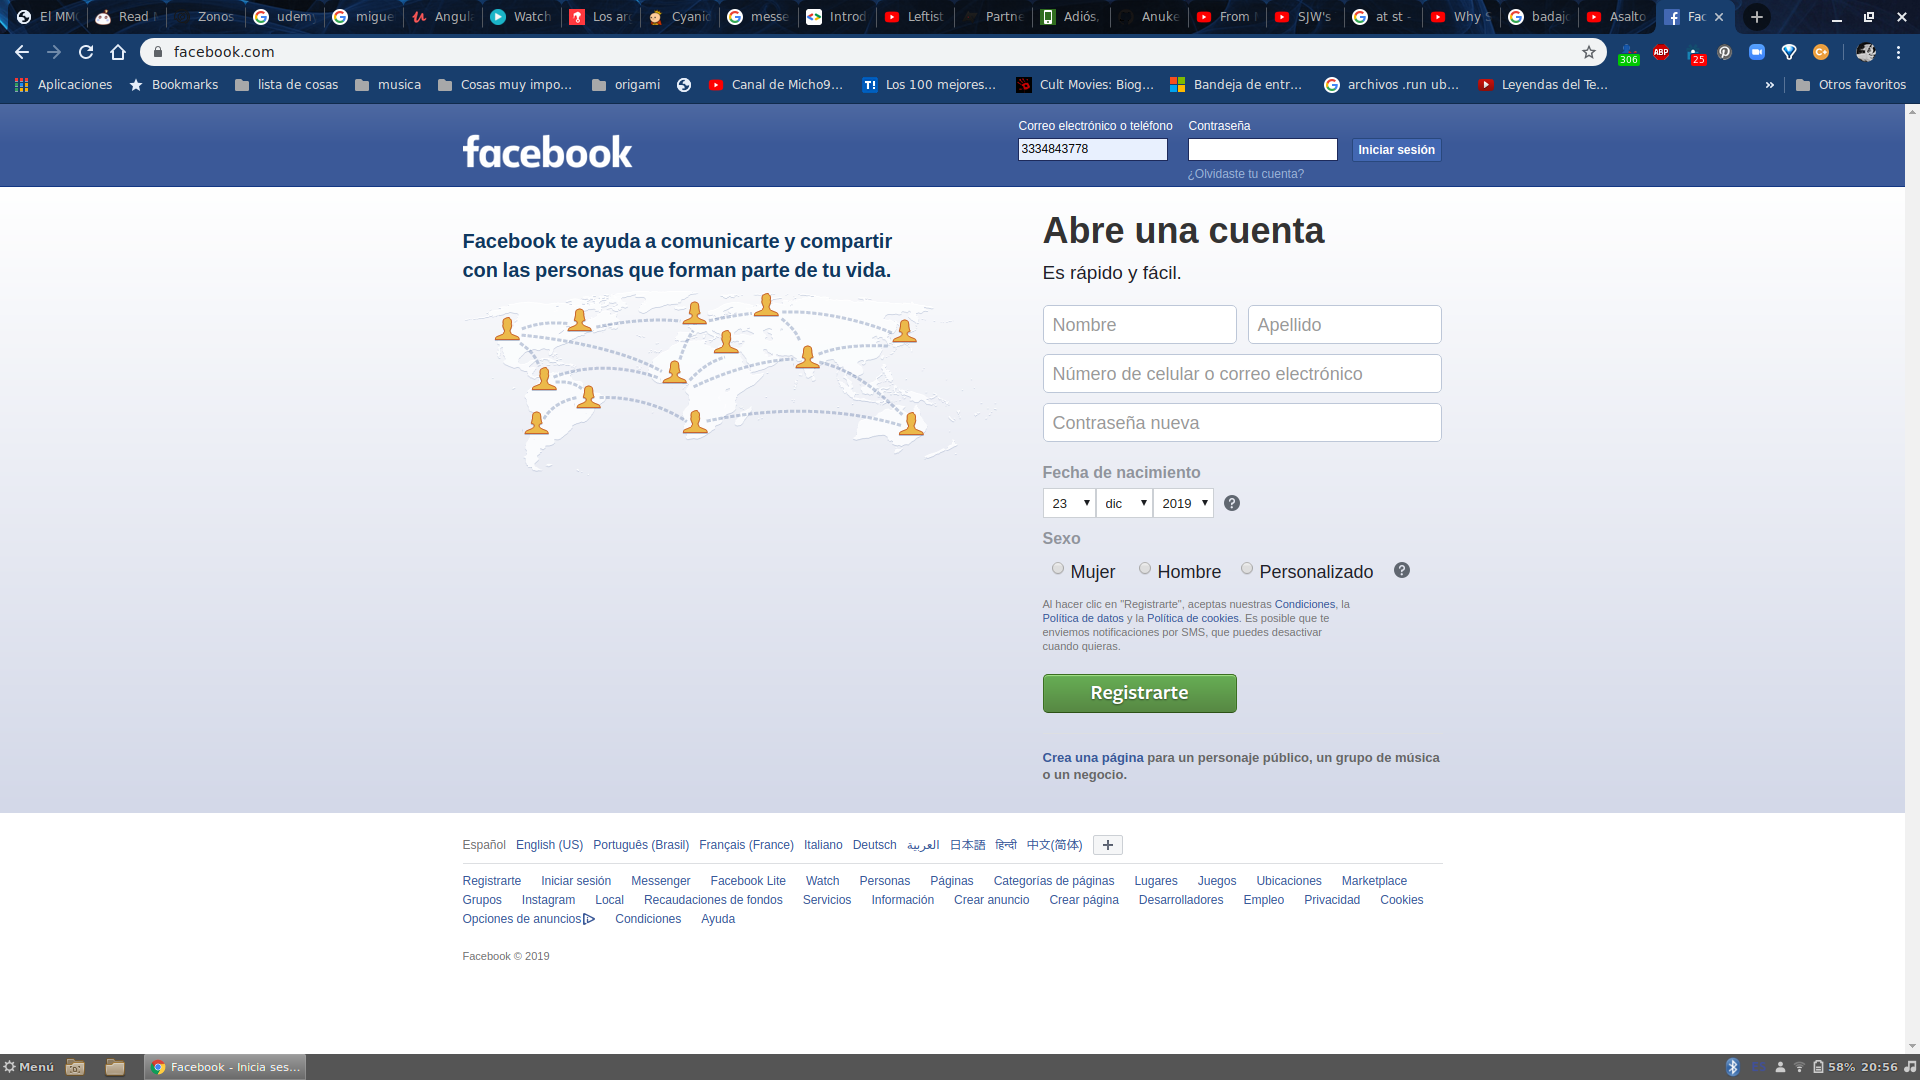 El MM
Read
Zonos
udem
migue
Angula
Watch
Los arc
Cyanid
messe
Introd
Leftist
Partne
Adiós,
Anuke
From
SJW's
at st -
Why S
badajo
Asalto
Fac
facebook.com
306
ABP
25
Aplicaciones
Bookmarks
lista de cosas
musica
Cosas muy impo...
origami
Canal de Micho9...
T!
Los 100 mejores...
Cult Movies: Biog...
Bandeja de entr...
archivos .run ub...
Leyendas del Te...
»
Otros favoritos
facebook
Correo electrónico o teléfono
Contraseña
3334843778
Iniciar sesión
¿Olvidaste tu cuenta?
Facebook te ayuda a comunicarte y compartir
con las personas que forman parte de tu vida.
Abre una cuenta
Es rápido y fácil.
Nombre
Apellido
Número de celular o correo electrónico
Contraseña nueva
Fecha de nacimiento
23 dic 2019 ?
Sexo
Mujer Hombre Personalizado ?
Al hacer clic en "Registrarte", aceptas nuestras Condiciones, la
Política de datos y la Política de cookies. Es posible que te
enviemos notificaciones por SMS, que puedes desactivar
cuando quieras.
Registrarte
Crea una página para un personaje público, un grupo de música
o un negocio.
Español English (US) Português (Brasil) Français (France) Italiano Deutsch العربية 日本語 हिन्दी 中文(简体) +
Registrarte Iniciar sesión Messenger Facebook Lite Watch Personas Páginas Categorías de páginas Lugares Juegos Ubicaciones Marketplace
Grupos Instagram Local Recaudaciones de fondos Servicios Información Crear anuncio Crear página Desarrolladores Empleo Privacidad Cookies
Opciones de anuncios Condiciones Ayuda
Facebook © 2019
Menú
Facebook - Inicia ses...
58% 20:56